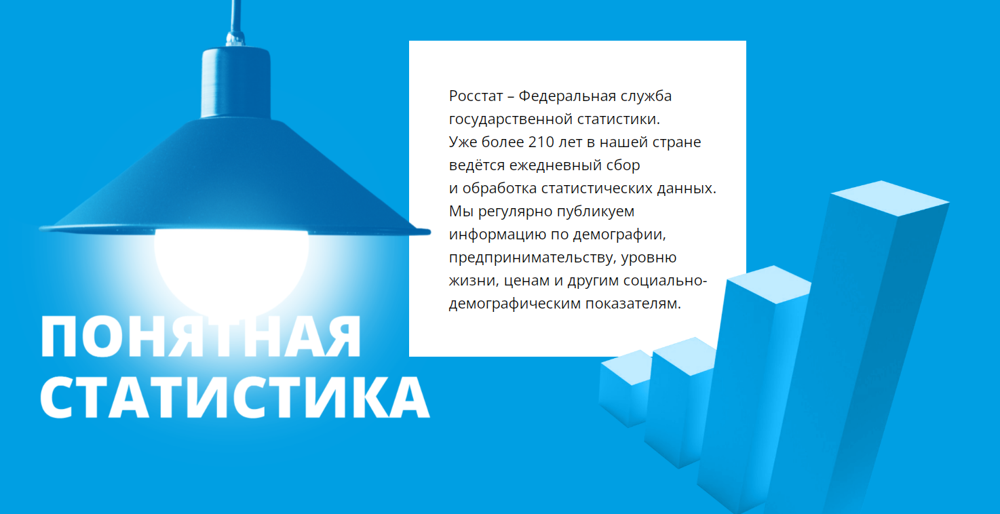 ПОНЯТНАЯ
СТАТИСТИКА
Росстат – Федеральная служба
государственной статистики.
Уже более 210 лет в нашей стране
ведётся ежедневный сбор
и обработка статистических данных.
Мы регулярно публикуем
информацию по демографии,
предпринимательству, уровню
жизни, ценам и другим социально-
демографическим показателям.